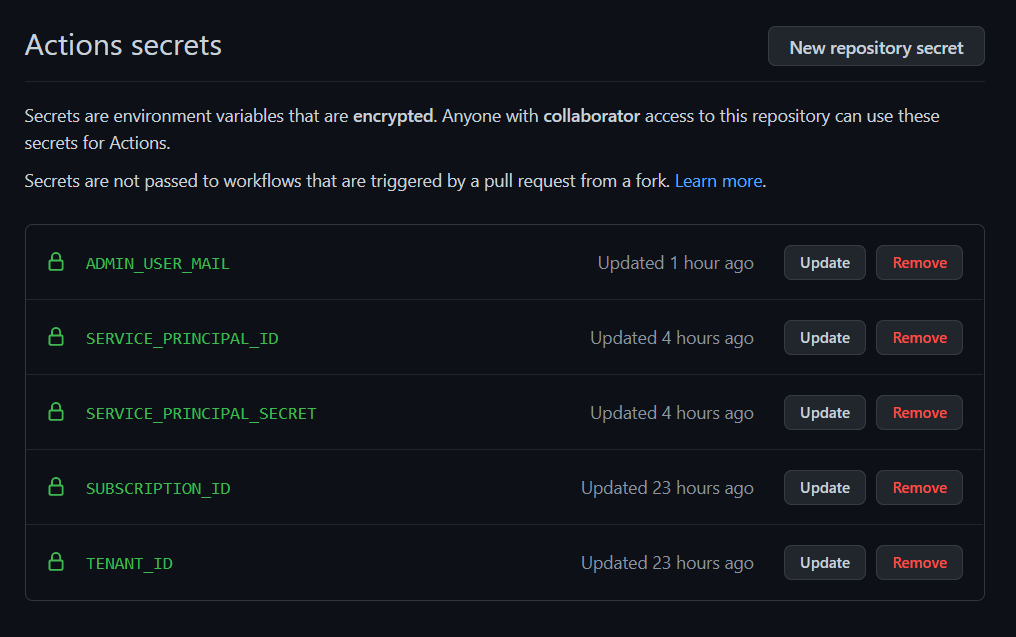 Actions secrets
New repository secret
Secrets are environment variables that are encrypted. Anyone with collaborator access to this repository can use these
secrets for Actions.
Secrets are not passed to workflows that are triggered by a pull request from a fork. Learn more.
ADMIN_USER_MAIL Updated 1 hour ago Update Remove
SERVICE_PRINCIPAL_ID Updated 4 hours ago Update Remove
SERVICE_PRINCIPAL_SECRET Updated 4 hours ago Update Remove
SUBSCRIPTION_ID Updated 23 hours ago Update Remove
TENANT_ID Updated 23 hours ago Update Remove